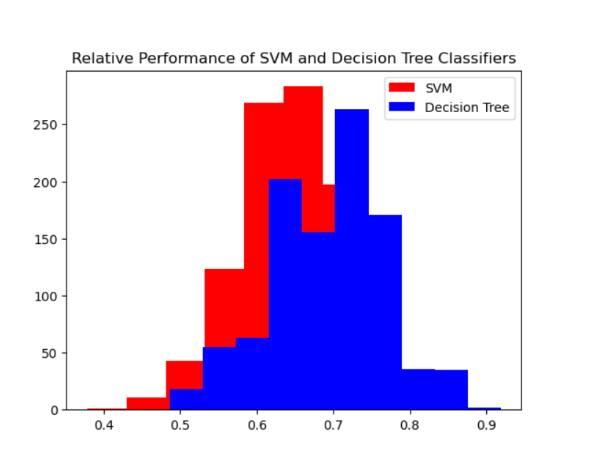 Relative Performance of SVM and Decision Tree Classifiers
SVM
Decision Tree
250
200
150
100
50
0
0.4 0.5 0.6 0.7 0.8 0.9